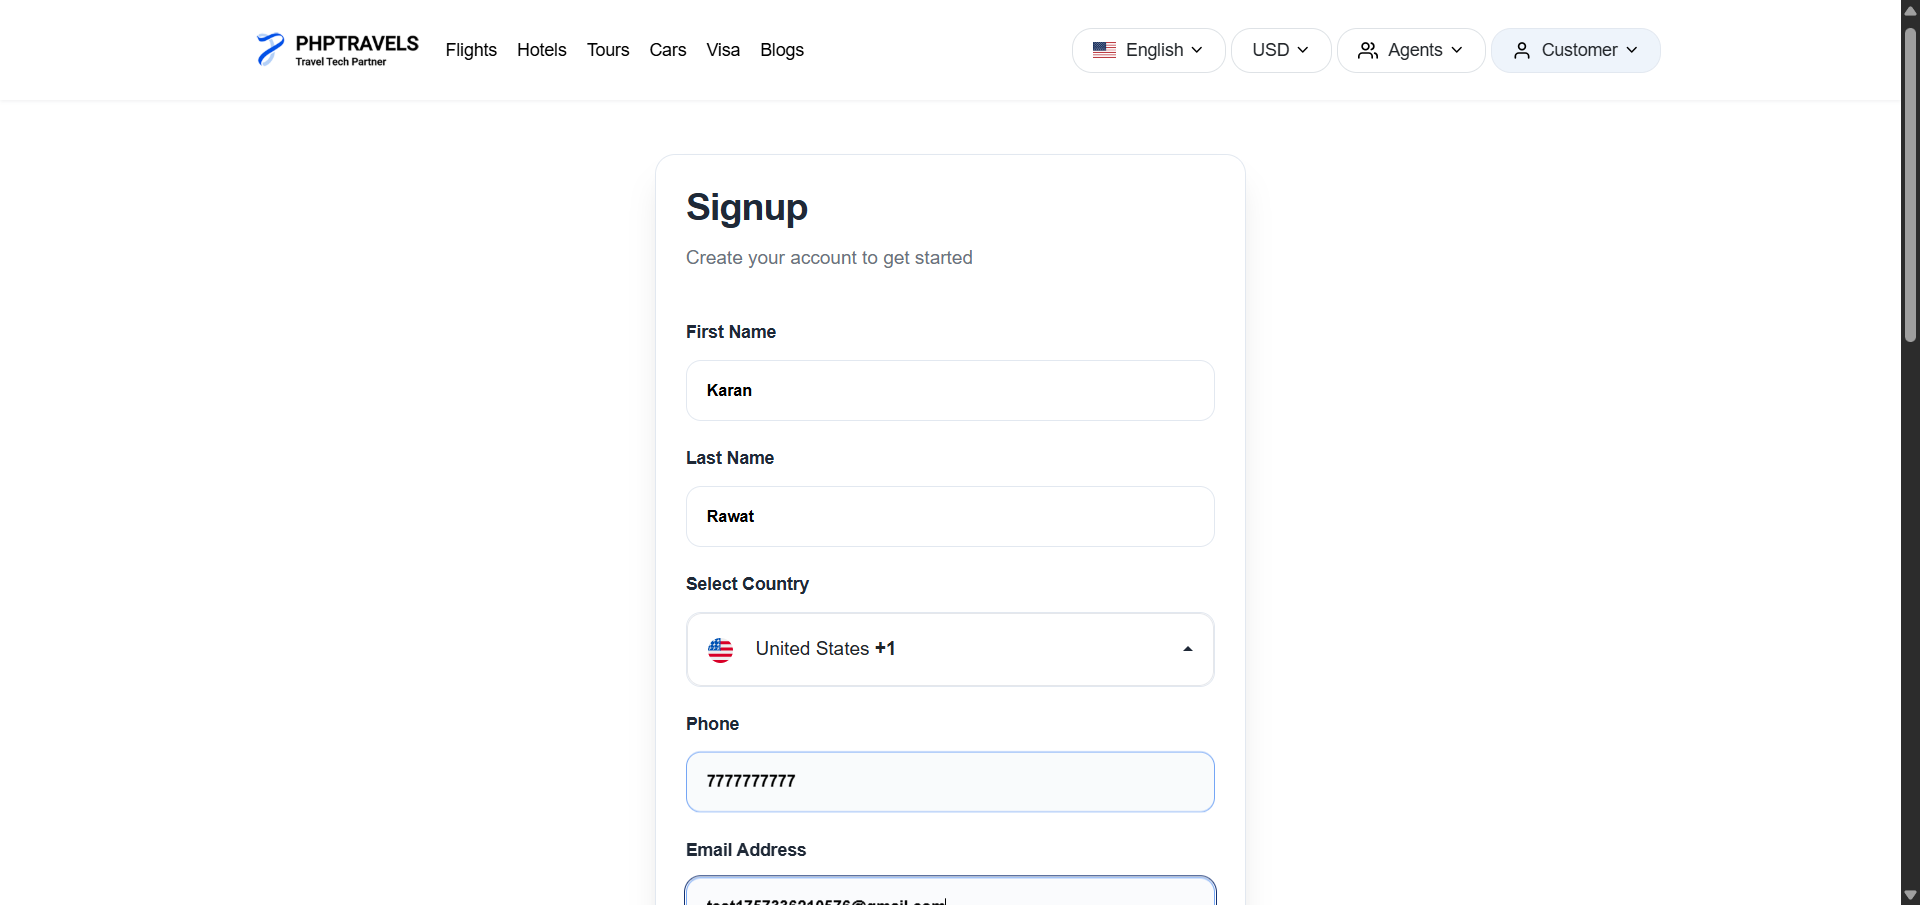 PHPTRAVELS
Travel Tech Partner
Flights Hotels Tours Cars Visa Blogs
English USD Agents Customer
Signup
Create your account to get started
First Name
Karan
Last Name
Rawat
Select Country
United States +1
Phone
7777777777
Email Address